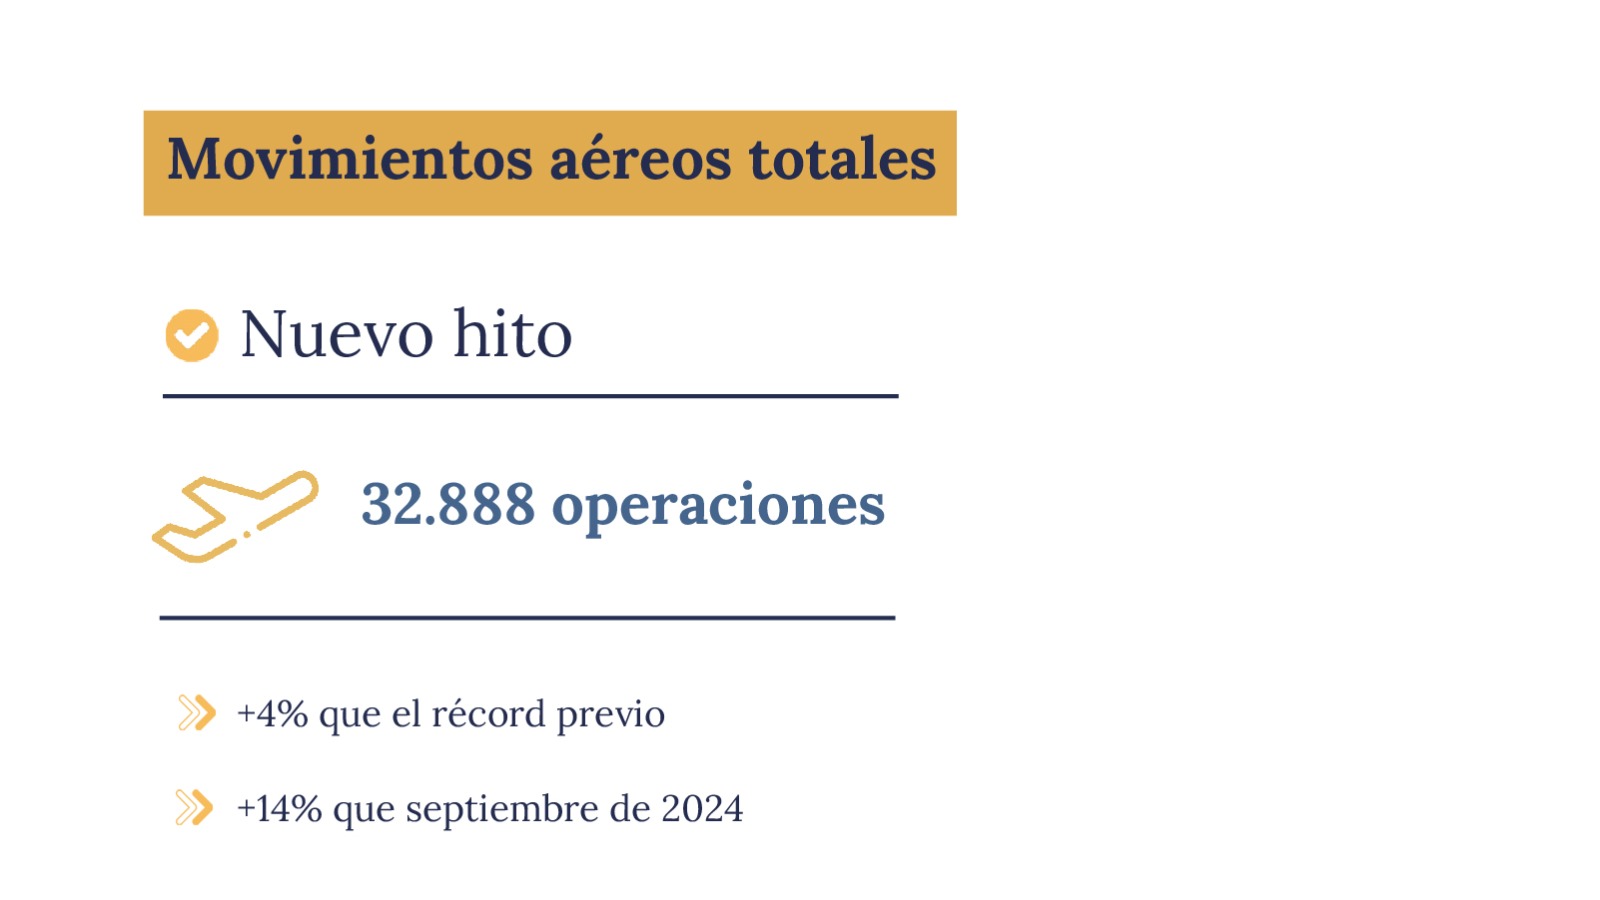 Movimientos aéreos totales
Nuevo hito
32.888 operaciones
+4% que el récord previo
+14% que septiembre de 2024